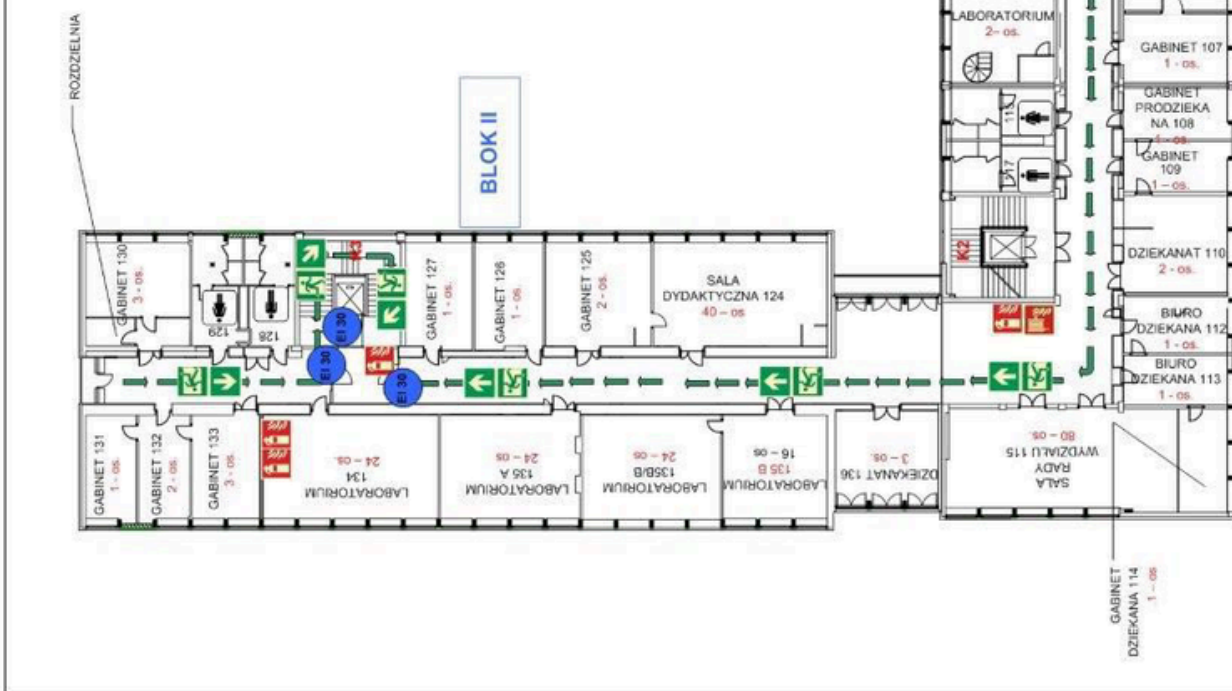 ROZDZIELNIA
BLOK II
LABORATORIUM
2– os.
GABINET 107
1 - os.
GABINET
PRODZIEKA
NA 108
1 - os.
GABINET
109
1 – os.
DZIEKANAT 110
2 - os.
BIURO
DZIEKANA 112
1 - os.
BIURO
DZIEKANA 113
1 - os.
K2
117
GABINET 130
3 - os.
129
128
K3
EI 30
EI 30
EI 30
GABINET 127
1 - os.
GABINET 126
1 - os.
GABINET 125
2 - os.
SALA
DYDAKTYCZNA 124
40 – os
GABINET 131
1 - os.
GABINET 132
2 - os.
GABINET 133
3 - os.
LABORATORIUM
134
24 – os.
LABORATORIUM
135 A
24 – os
LABORATORIUM
135B/B
24 – os
LABORATORIUM
135 B
16 - os
DZIEKANAT 136
3 – os.
SALA
RADY
WYDZIAŁU 115
80 – os
GABINET
DZIEKANA 114
1 – os